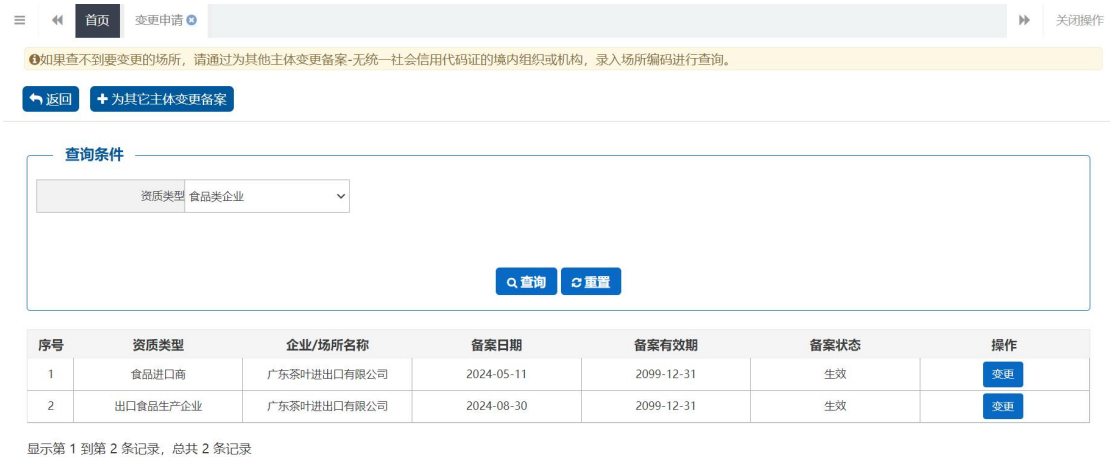 首页 变更申请 关闭操作
如果查不到要变更的场所，请通过为其他主体变更备案-无统一社会信用代码证的境内组织或机构，录入场所编码进行查询。
返回 为其它主体变更备案
查询条件
资质类型 食品类企业
查询 重置
序号 资质类型 企业/场所名称 备案日期 备案有效期 备案状态 操作
1 食品进口商 广东茶叶进出口有限公司 2024-05-11 2099-12-31 生效 变更
2 出口食品生产企业 广东茶叶进出口有限公司 2024-08-30 2099-12-31 生效 变更
显示第 1 到第 2 条记录，总共 2 条记录